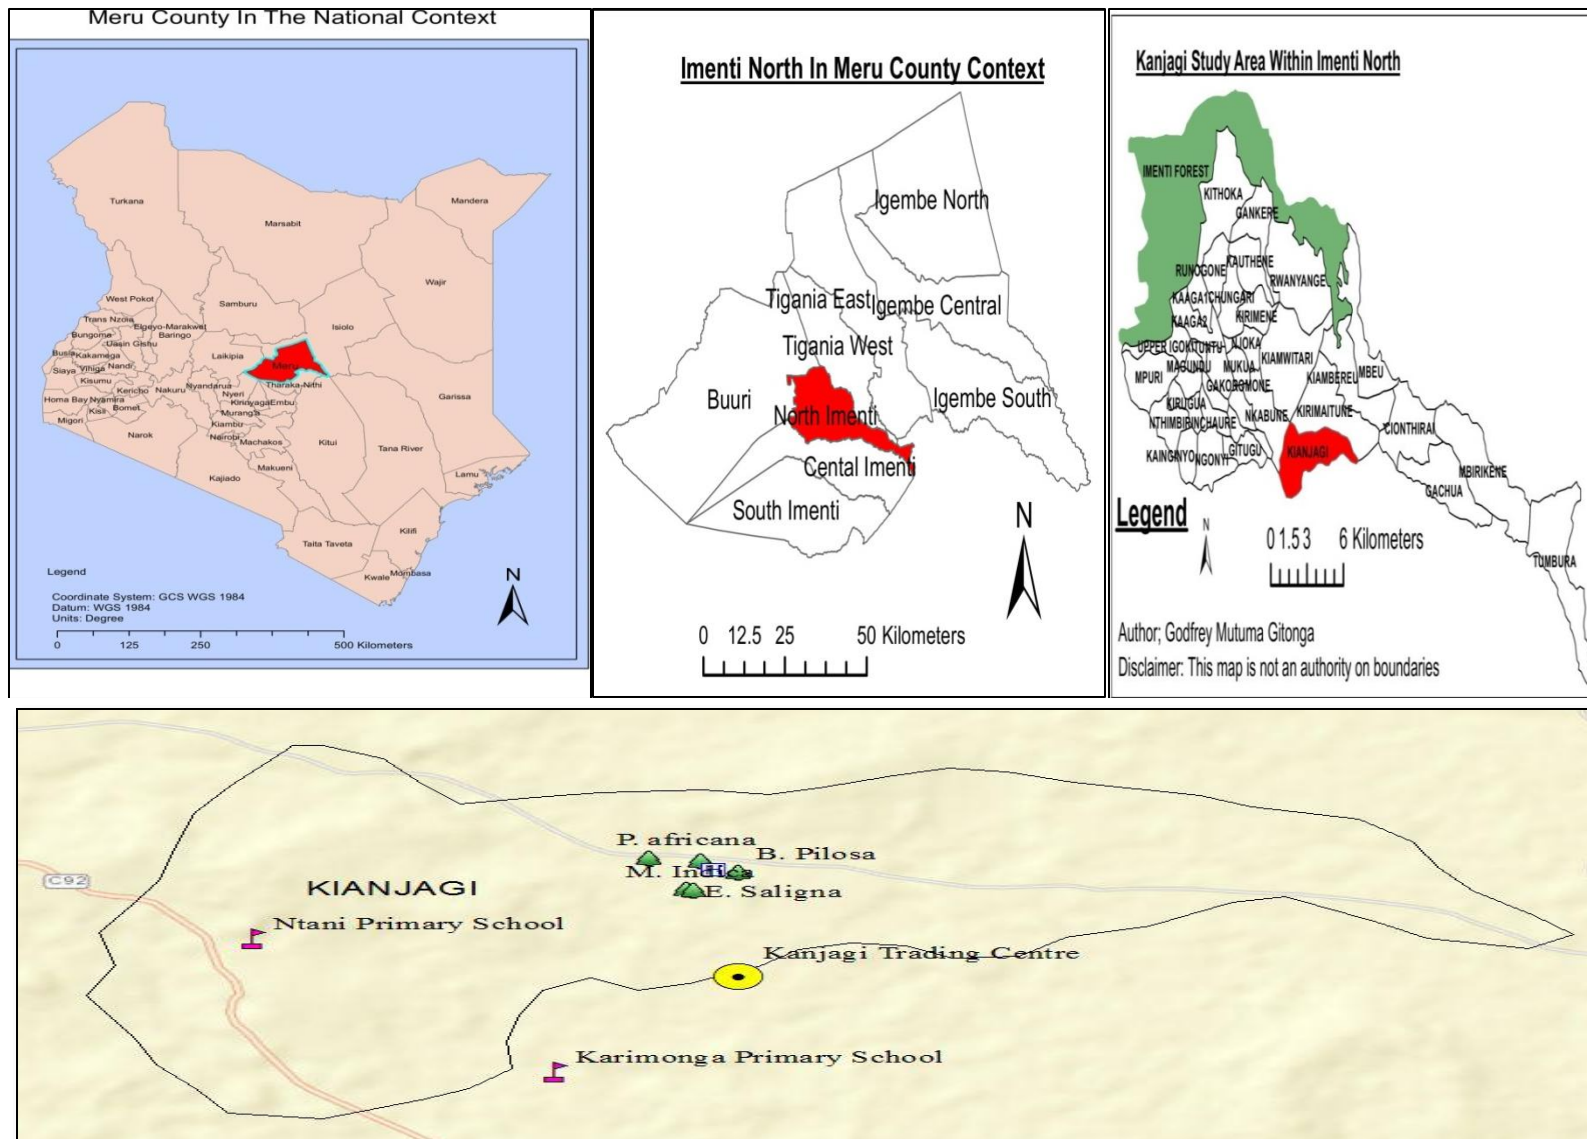 Meru County In The National Context
Turkana
Marsabit
Mandera
Wajir
West Pokot
Samburu
Isiolo
Trans Nzoia
Elgeyo-Marakwet
Bungoma
Baringo
Uasin Gishu
Busia
Kakamega
Laikipia
Meru
Siaya
Vihiga
Nandi
Kisumu
Tharaka-Nithi
Kericho
Nakuru
Nyandarua
Nyeri
Homa Bay
Nyamira
Kirinyaga
Embu
Garissa
Kisii
Bomet
Murang'a
Migori
Kiambu
Narok
Nairobi
Machakos
Kitui
Tana River
Makueni
Kajiado
Lamu
Kilifi
Taita Taveta
Kwale
Mombasa
Legend
Coordinate System: GCS WGS 1984
Datum: WGS 1984
Units: Degree
N
0 125 250 500 Kilometers
Imenti North In Meru County Context
Igembe North
Tigania East
Igembe Central
Tigania West
Buuri
Igembe South
North Imenti
Cental Imenti
South Imenti
N
0 12.5 25 50 Kilometers
Kanjagi Study Area Within Imenti North
IMENTI FOREST
KITHOKA
GANKERE
RUNOGONE
KAUTHENE
RWANYANGE
KAAGA1
CHUNGARI
KAAGA2
KIRIMENE
UPPER IGOKI
TUNTU
NJOKA
MPURI
MAGUNDU
MUKUA
KIAMWITARI
GAKOROMONE
KIAMBEREU
MBEU
KIRUGUA
NKABUNE
KIRIMAITUNE
NTHIMBIRI
NCHAURE
CIONTHIRAI
KAINGINYO
NGONYI
GITUGU
KIANJAGI
MBIRIKENE
GACHUA
TUMBURA
Legend
N
0 1.5 3 6 Kilometers
Author; Godfrey Mutuma Gitonga
Disclaimer: This map is not an authority on boundaries
P. africana
B. Pilosa
M. Indica
H
E. Saligna
C92
KIANJAGI
Ntani Primary School
Kanjagi Trading Centre
Karimonga Primary School